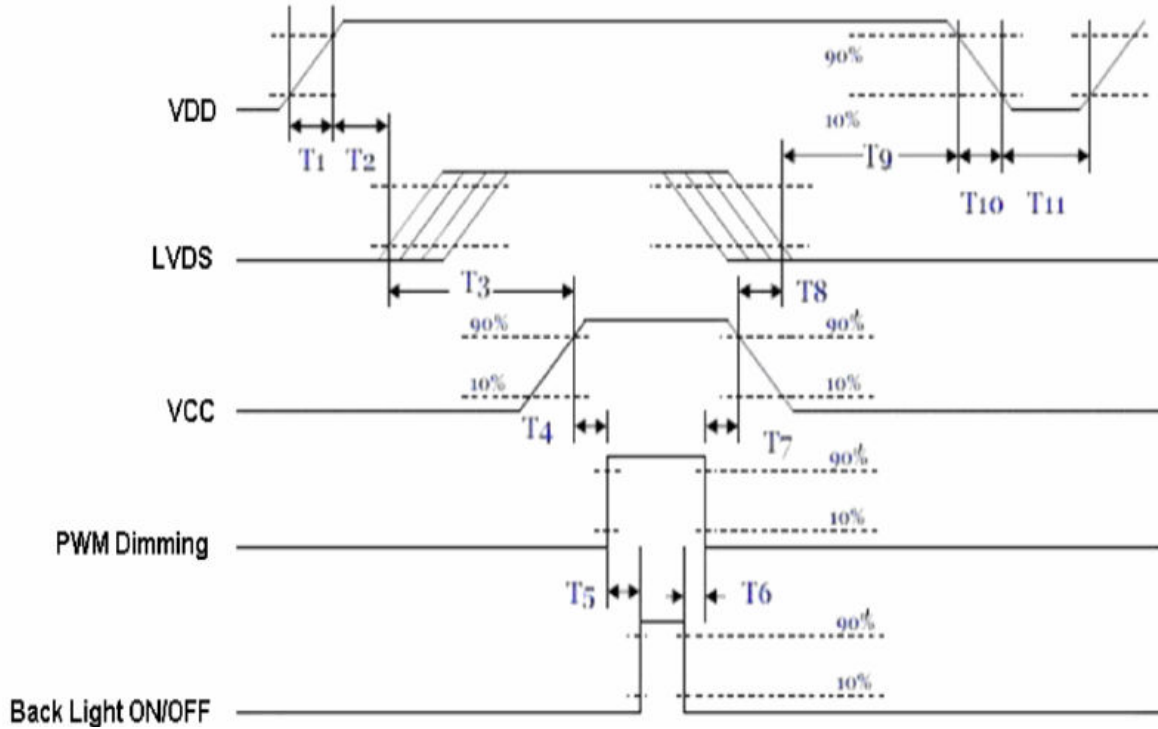 90%
VDD
10%
T1 T2
T9
T10 T11
LVDS
T3
T8
90%
90%
10%
10%
VCC
T4
T7
90%
10%
PWM Dimming
T5
T6
90%
10%
Back Light ON/OFF